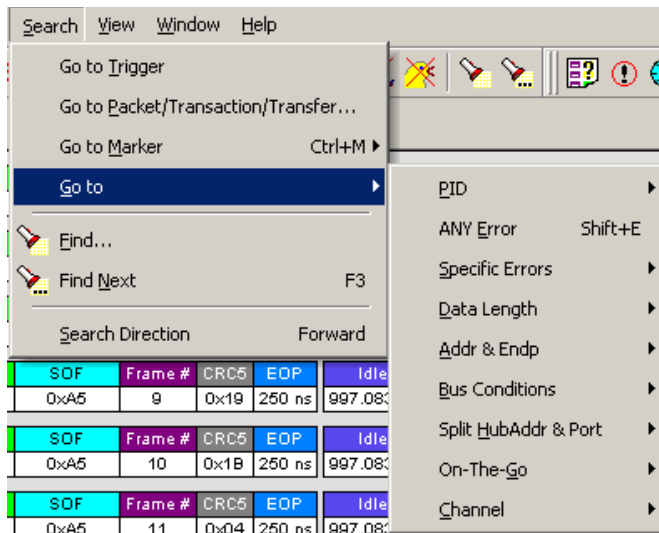 Search View Window Help
Go to Trigger
Go to Packet/Transaction/Transfer...
Go to Marker Ctrl+M
Go to
Find...
Find Next F3
Search Direction Forward
PID
ANY Error Shift+E
Specific Errors
Data Length
Addr & Endp
Bus Conditions
Split HubAddr & Port
On-The-Go
Channel
SOF Frame # CRC5 EOP Idle
0xA5 9 0x19 250 ns 997.083
SOF Frame # CRC5 EOP Idle
0xA5 10 0x1B 250 ns 997.083
SOF Frame # CRC5 EOP Idle
0xA5 11 0x04 250 ns 997.083